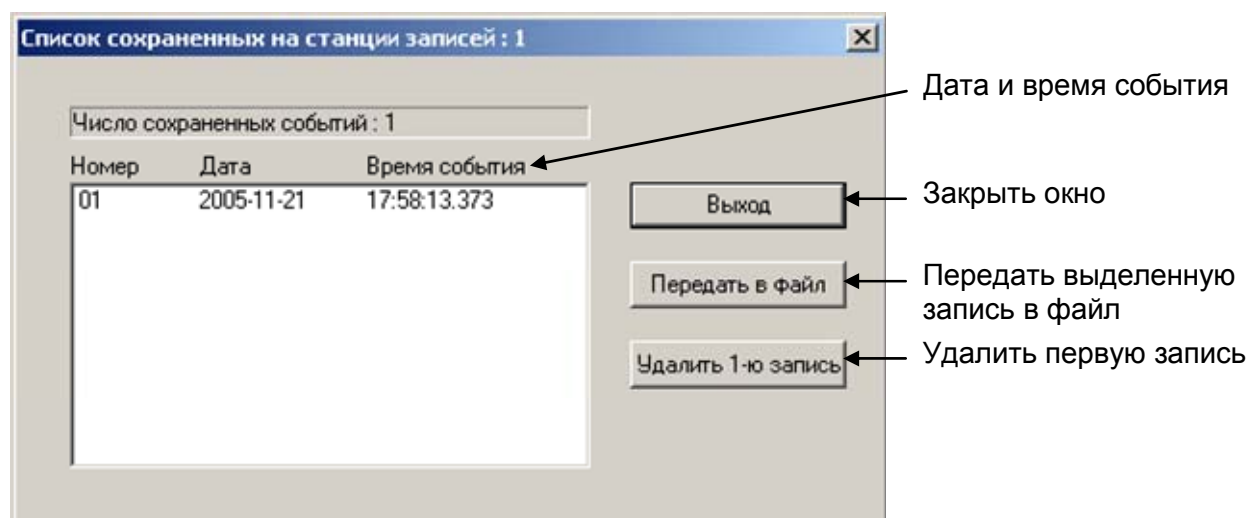 Список сохраненных на станции записей : 1
Дата и время события
Число сохраненных событий : 1
Номер Дата Время события
01 2005-11-21 17:58:13.373
Выход
Закрыть окно
Передать в файл
Передать выделенную
запись в файл
Удалить 1-ю запись
Удалить первую запись